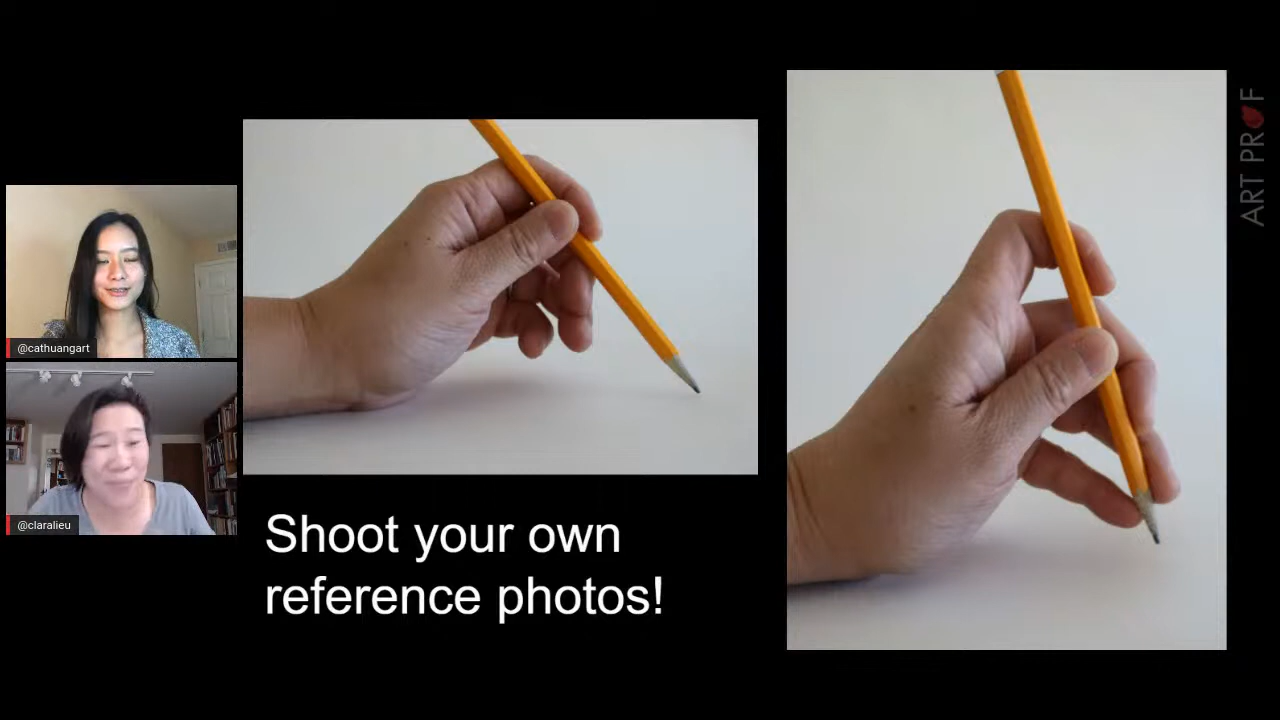 @cathuangart
@claralieu
Shoot your own
reference photos!
ART PROF